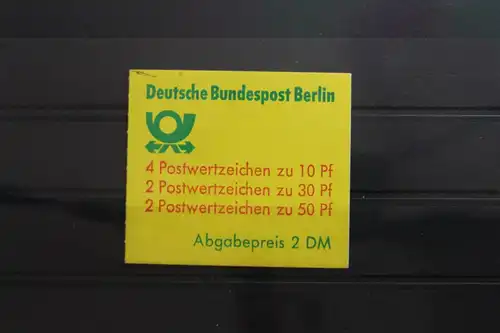 Deutsche Bundespost Berlin
4 Postwertzeichen zu 10 Pf
2 Postwertzeichen zu 30 Pf
2 Postwertzeichen zu 50 Pf
Abgabepreis 2 DM